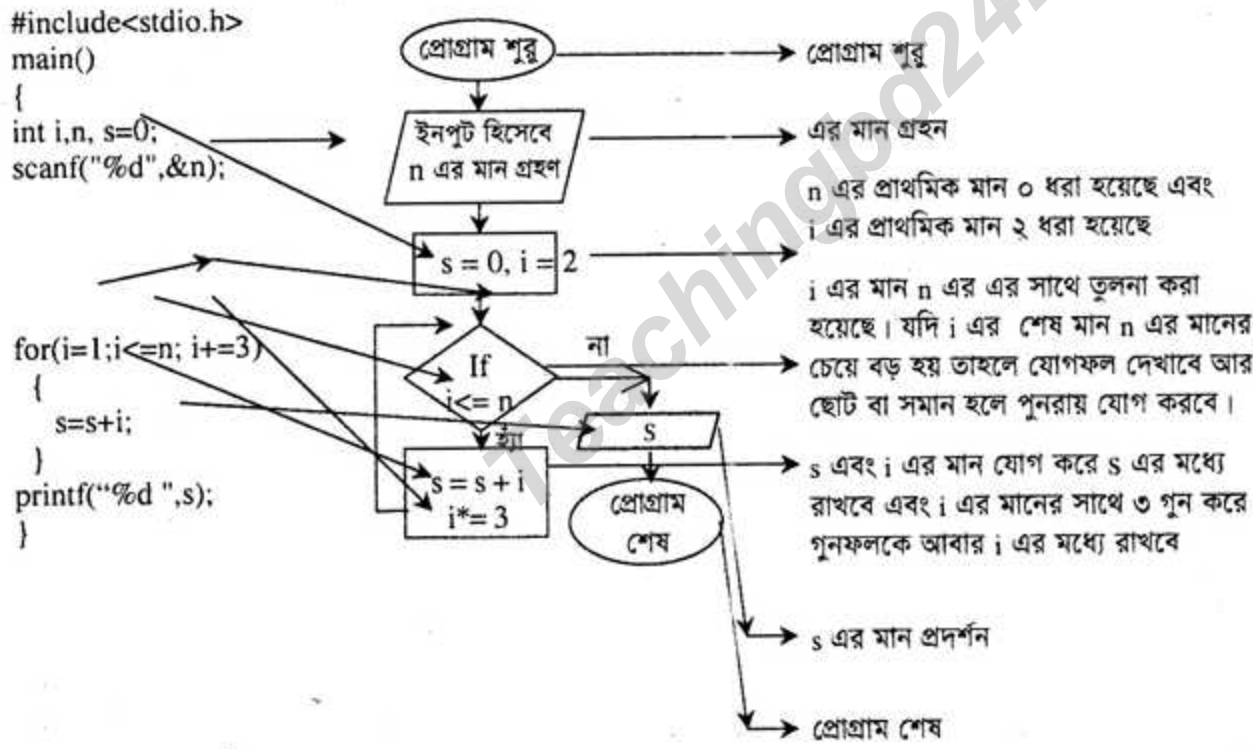 #include<stdio.h>
main()
{
int i,n, s=0;
scanf("%d",&n);
for(i=1;i<=n; i+=3)
{
s=s+i;
}
printf("%d ",s);
}
প্রোগ্রাম শুরু
ইনপুট হিসেবে
n এর মান গ্রহণ
s = 0, i = 2
If
i<= n
না
হ্যাঁ
s = s + i
i*= 3
s
প্রোগ্রাম
শেষ
প্রোগ্রাম শুরু
এর মান গ্রহন
n এর প্রাথমিক মান ০ ধরা হয়েছে এবং
i এর প্রাথমিক মান ২ ধরা হয়েছে
i এর মান n এর এর সাথে তুলনা করা
হয়েছে। যদি i এর শেষ মান n এর মানের
চেয়ে বড় হয় তাহলে যোগফল দেখাবে আর
ছোট বা সমান হলে পুনরায় যোগ করবে।
s এবং i এর মান যোগ করে s এর মধ্যে
রাখবে এবং i এর মানের সাথে ৩ গুন করে
গুনফলকে আবার i এর মধ্যে রাখবে
s এর মান প্রদর্শন
প্রোগ্রাম শেষ
Teachingbd24